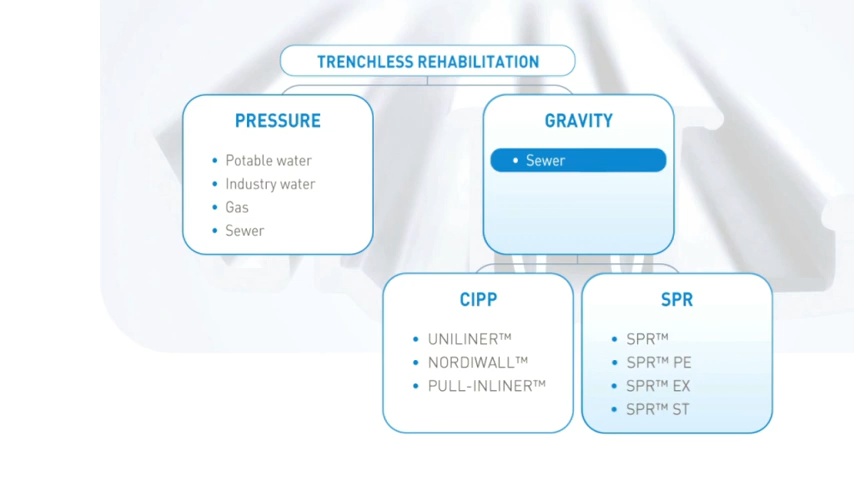 TRENCHLESS REHABILITATION
PRESSURE
• Potable water
• Industry water
• Gas
• Sewer
GRAVITY
• Sewer
CIPP
• UNILINER™
• NORDIWALL™
• PULL-INLINER™
SPR
• SPR™
• SPR™ PE
• SPR™ EX
• SPR™ ST